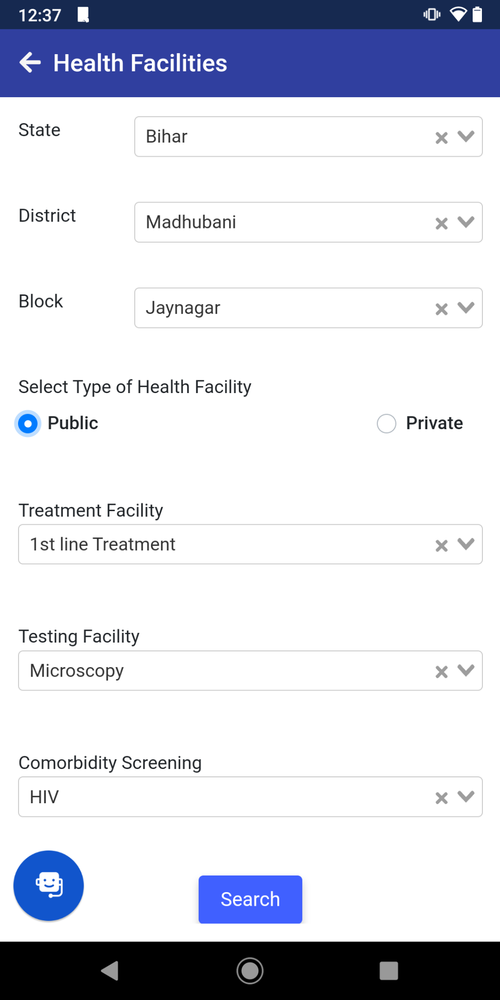 12:37
Health Facilities
State
Bihar
District
Madhubani
Block
Jaynagar
Select Type of Health Facility
Public
Private
Treatment Facility
1st line Treatment
Testing Facility
Microscopy
Comorbidity Screening
HIV
Search